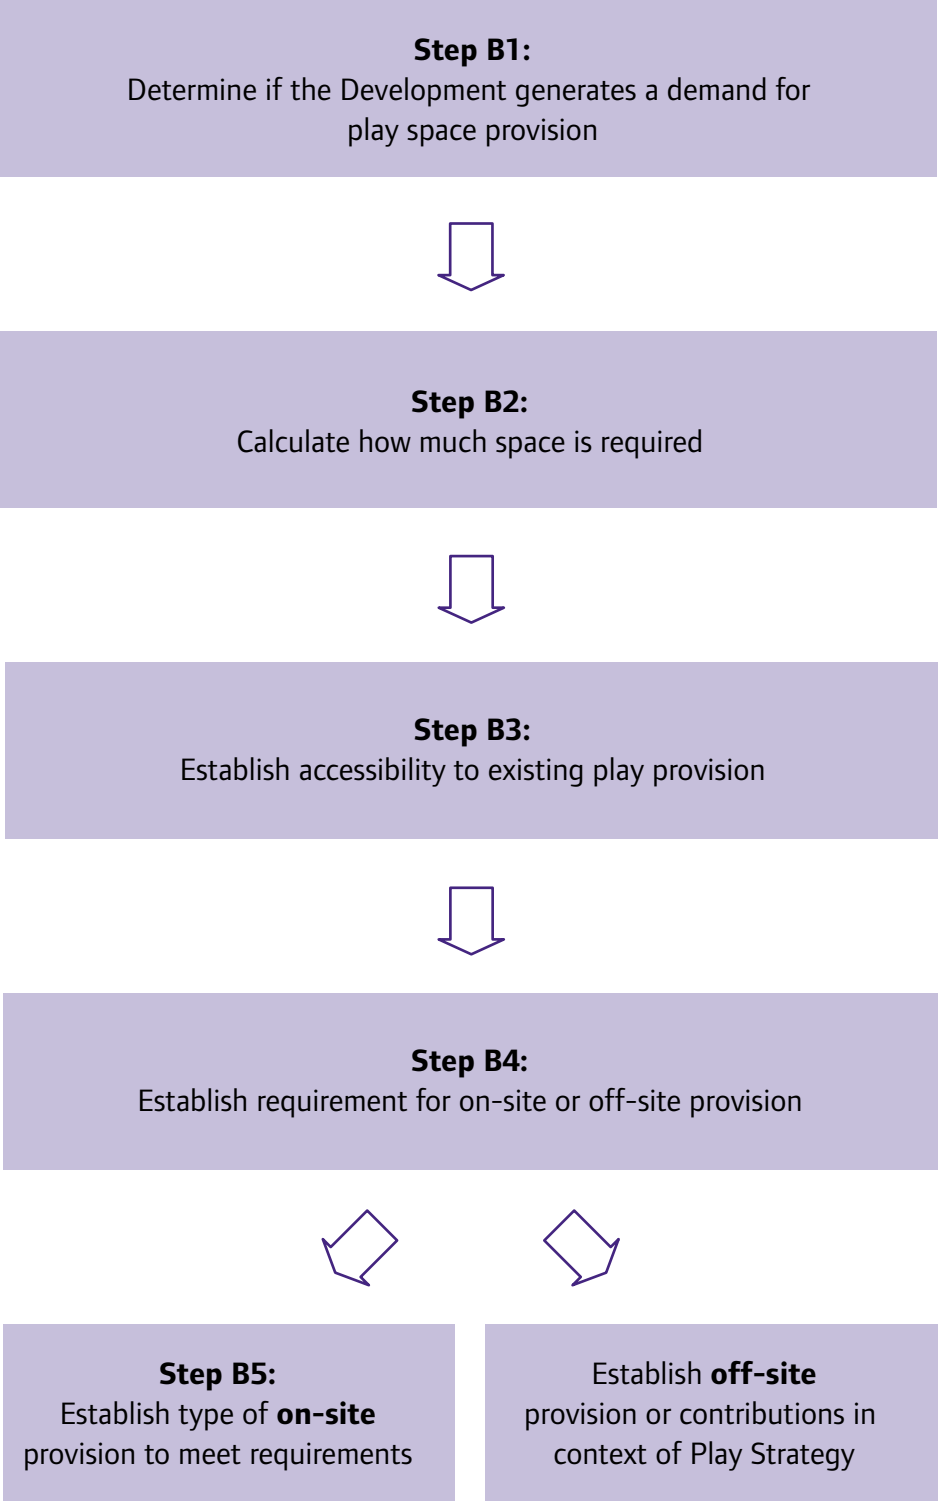 Step B1:
Determine if the Development generates a demand for
play space provision
Step B2:
Calculate how much space is required
Step B3:
Establish accessibility to existing play provision
Step B4:
Establish requirement for on-site or off-site provision
Step B5:
Establish type of on-site
provision to meet requirements
Establish off-site
provision or contributions in
context of Play Strategy